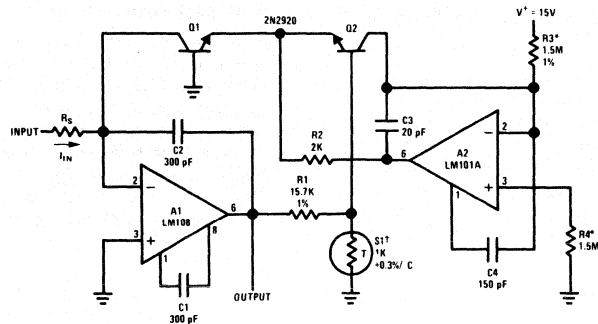 Q1
2N2920
Q2
V+ = 15V
R3*
1.5M
1%
RS
INPUT
IIN
C2
300 pF
C3
20 pF
R2
2K
A2
LM101A
2
3
6
1
R1
15.7K
1%
2
3
6
1
8
A1
LM108
S1†
1K
+0.3%/ C
T
R4*
1.5M
C4
150 pF
C1
300 pF
OUTPUT
−
+
−
+